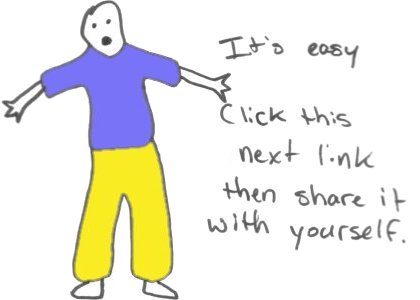 It's easy
Click this
next link
then share it
with yourself.